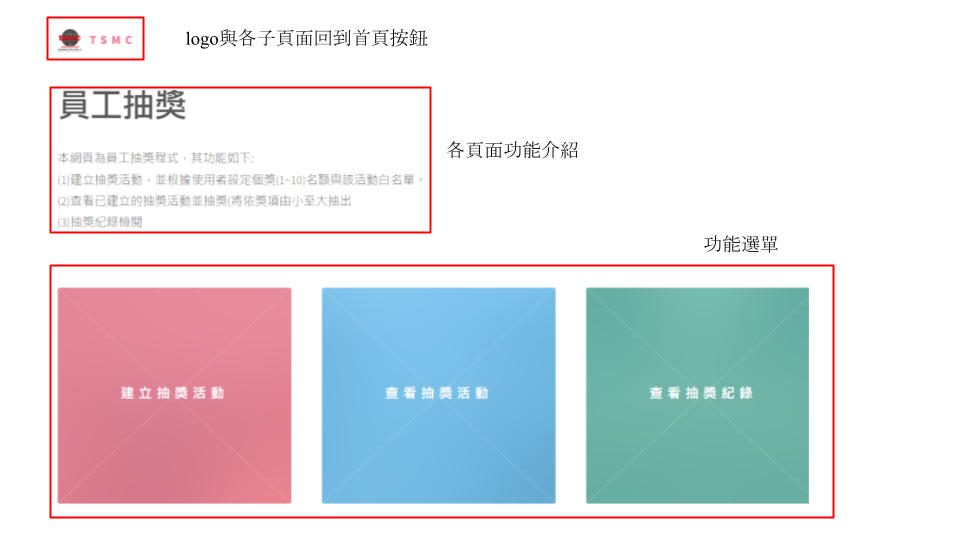 TSMC
logo與各子頁面回到首頁按鈕
員工抽獎
本網頁為員工抽獎程式，其功能如下:
(1)建立抽獎活動，並根據使用者設定個獎(1~10)名額與該活動白名單。
(2)查看已建立的抽獎活動並抽獎(將依獎項由小至大抽出
(3)抽獎紀錄檢閱
各頁面功能介紹
功能選單
建立抽獎活動
查看抽獎活動
查看抽獎紀錄